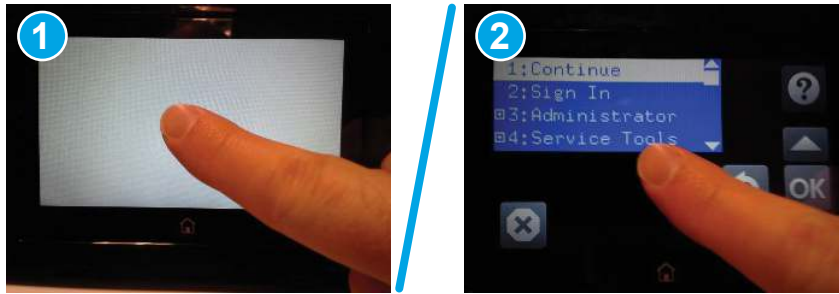 1
2
1:Continue
2:Sign In
3:Administrator
4:Service Tools
?
OK